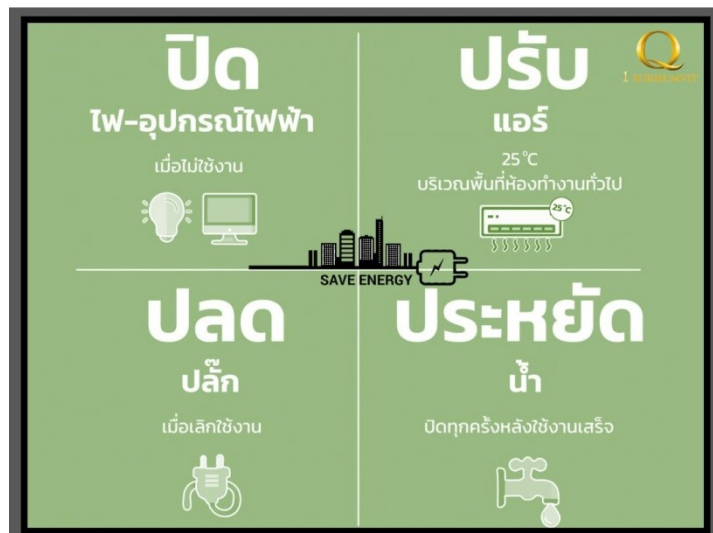 ปิด
ไฟ-อุปกรณ์ไฟฟ้า
เมื่อไม่ใช้งาน
ปรับ
แอร์
25°C
บริเวณพื้นที่ห้องทำงานทั่วไป
25°C
Q
1 SUKHUMVIT
SAVE ENERGY
ปลด
ปลั๊ก
เมื่อเลิกใช้งาน
ประหยัด
น้ำ
ปิดทุกครั้งหลังใช้งานเสร็จ